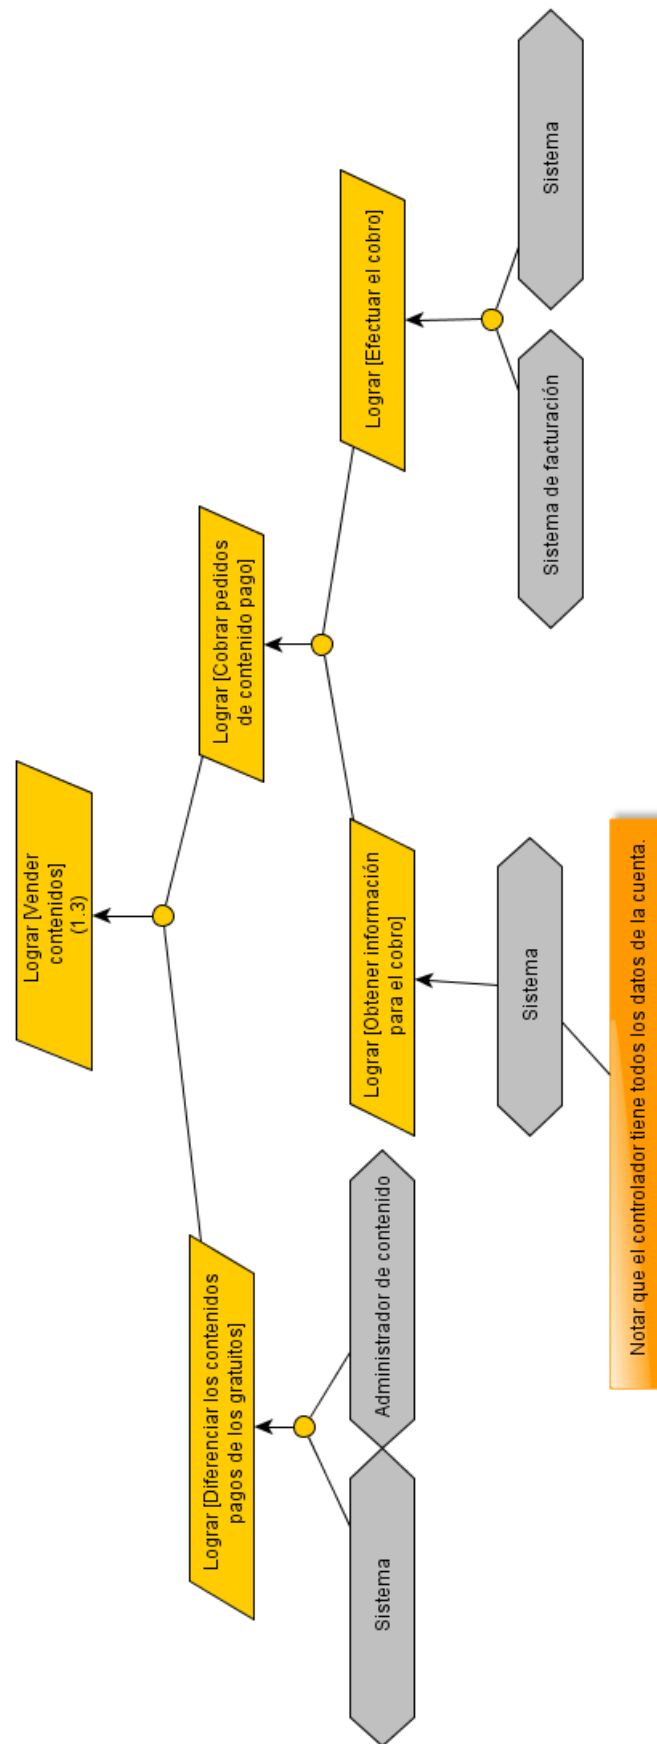 Lograr [Vender
contenidos]
(1.3)
Lograr [Diferenciar los contenidos
pagos de los gratuitos]
Lograr [Cobrar pedidos
de contenido pago]
Sistema
Administrador de contenido
Lograr [Obtener información
para el cobro]
Lograr [Efectuar el cobro]
Sistema
Sistema de facturación
Sistema
Notar que el controlador tiene todos los datos de la cuenta.